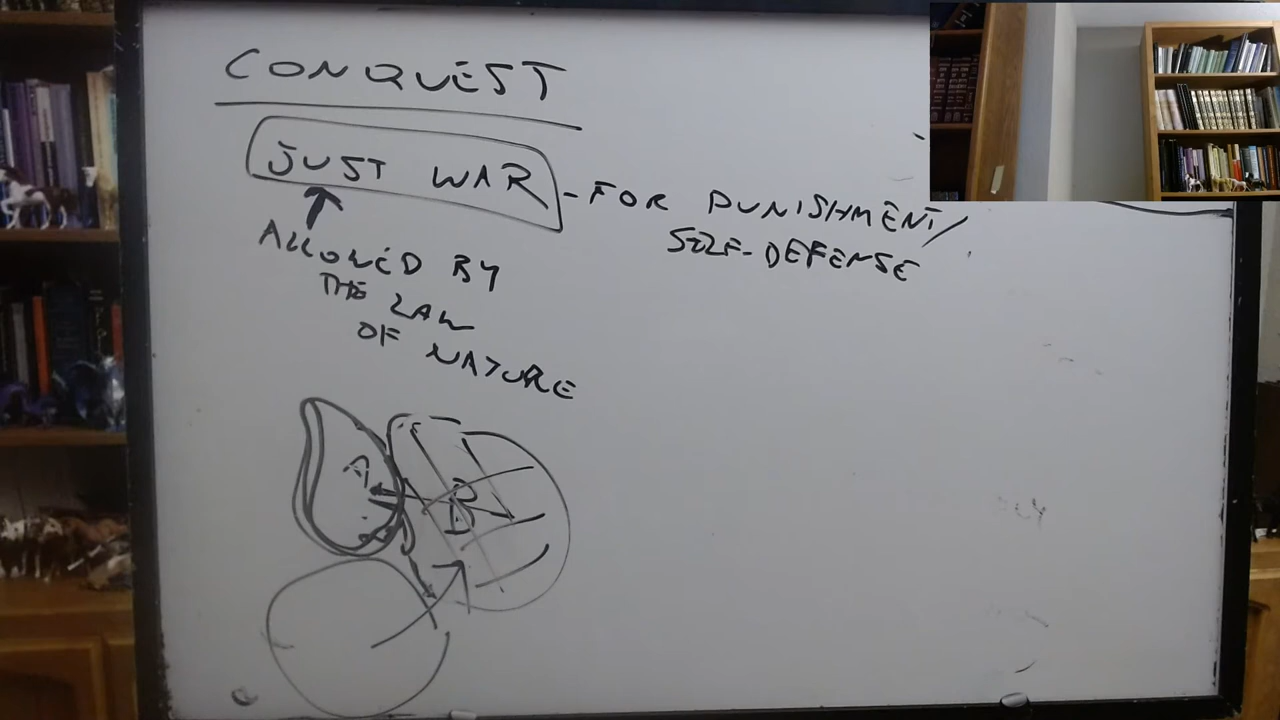 CONQUEST
JUST WAR - FOR PUNISHMENT/
SELF-DEFENSE
ALLOWED BY
THE LAW
OF NATURE
A
B